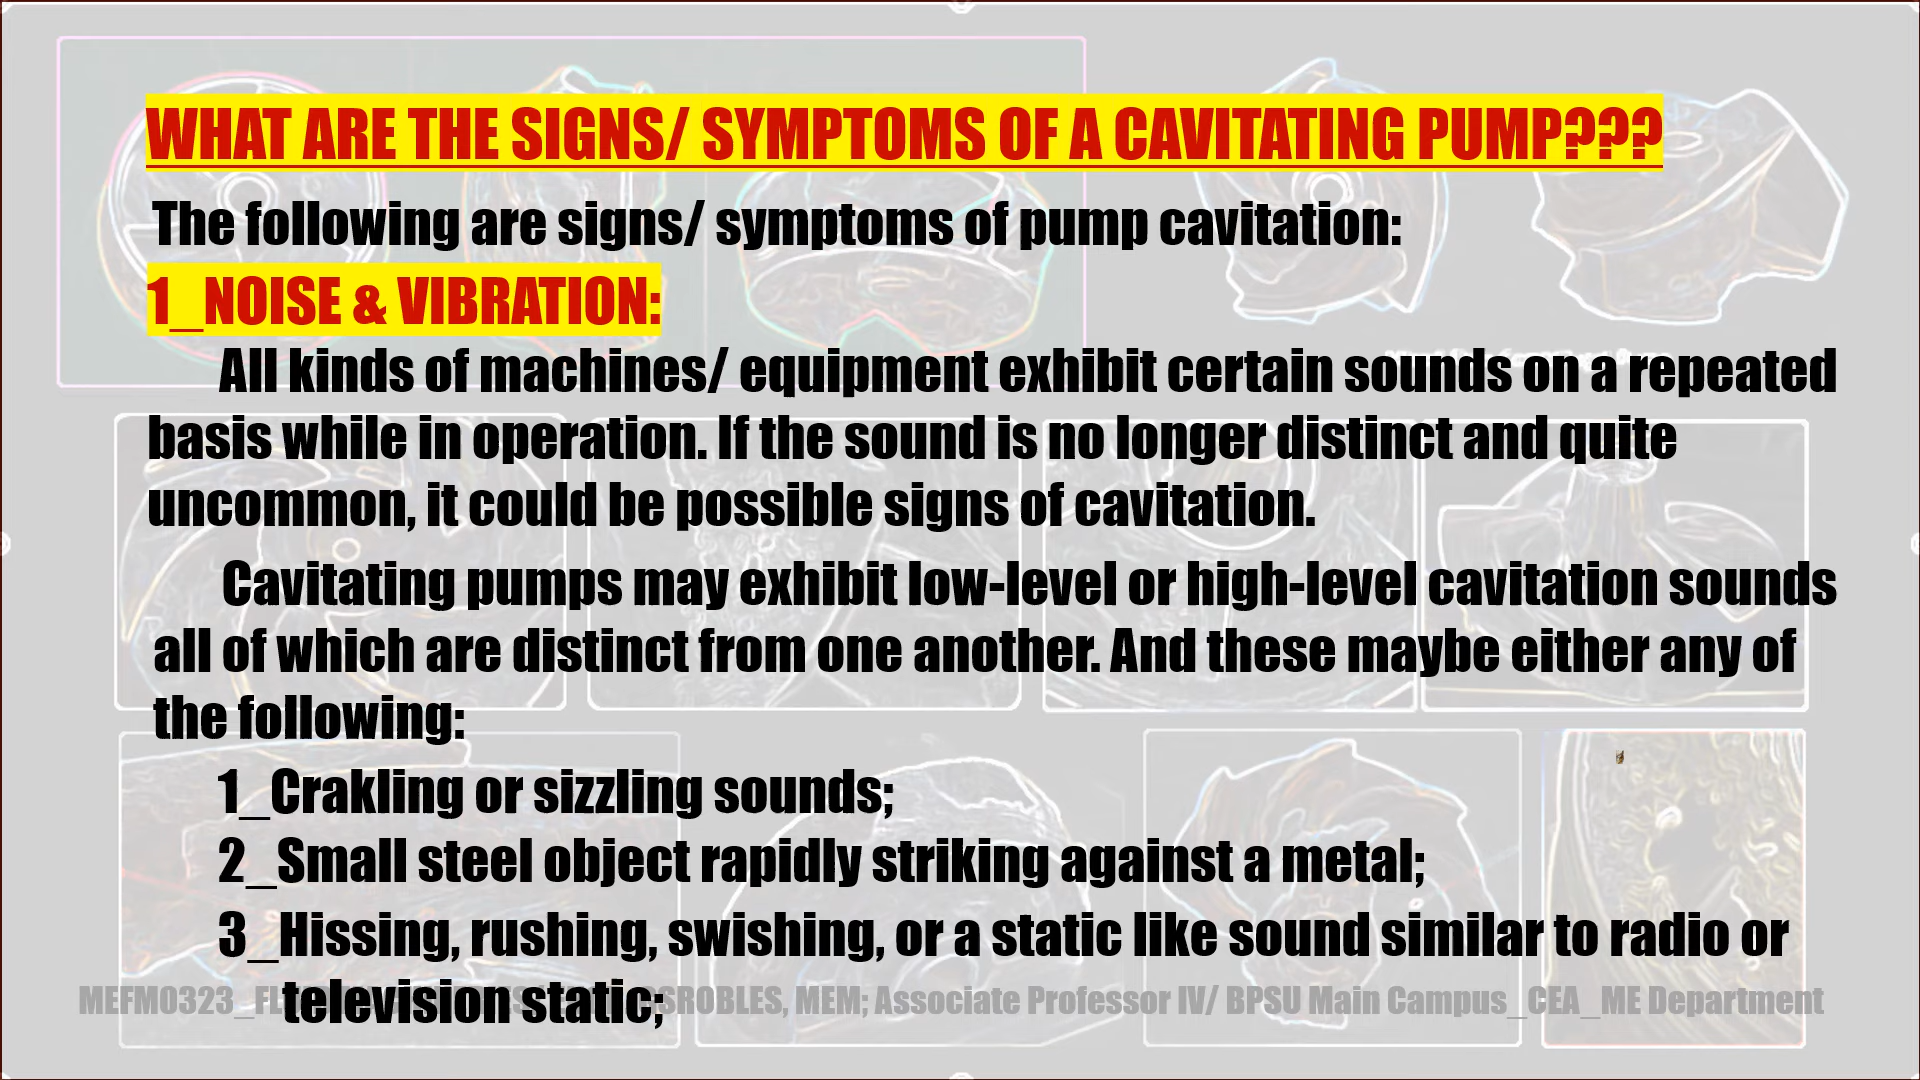 WHAT ARE THE SIGNS/ SYMPTOMS OF A CAVITATING PUMP???
The following are signs/ symptoms of pump cavitation:
1_NOISE & VIBRATION:
All kinds of machines/ equipment exhibit certain sounds on a repeated
basis while in operation. If the sound is no longer distinct and quite
uncommon, it could be possible signs of cavitation.
Cavitating pumps may exhibit low-level or high-level cavitation sounds
all of which are distinct from one another. And these maybe either any of
the following:
1_Crakling or sizzling sounds;
2_Small steel object rapidly striking against a metal;
3_Hissing, rushing, swishing, or a static like sound similar to radio or
television static;
MEM; Associate Professor IV/ BPSU Main Campus_CEA_ME Department